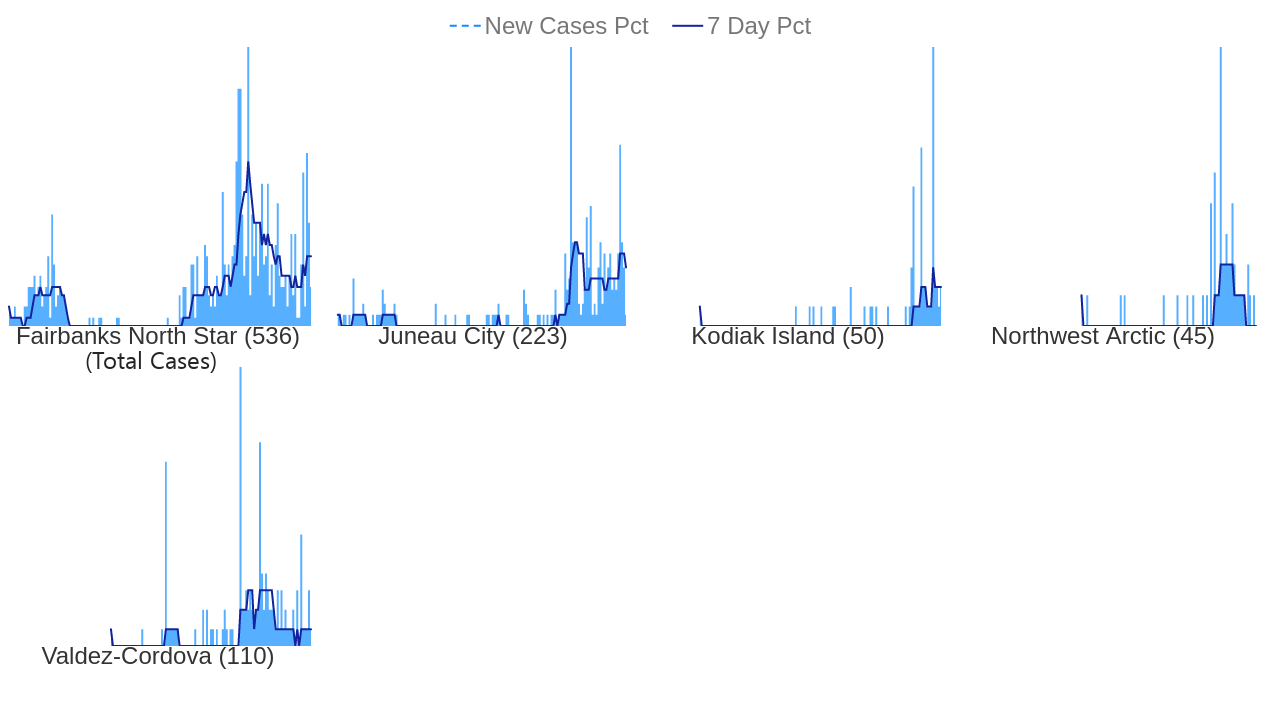 New Cases Pct 7 Day Pct
Fairbanks North Star (536)
(Total Cases)
Juneau City (223)
Kodiak Island (50)
Northwest Arctic (45)
Valdez-Cordova (110)